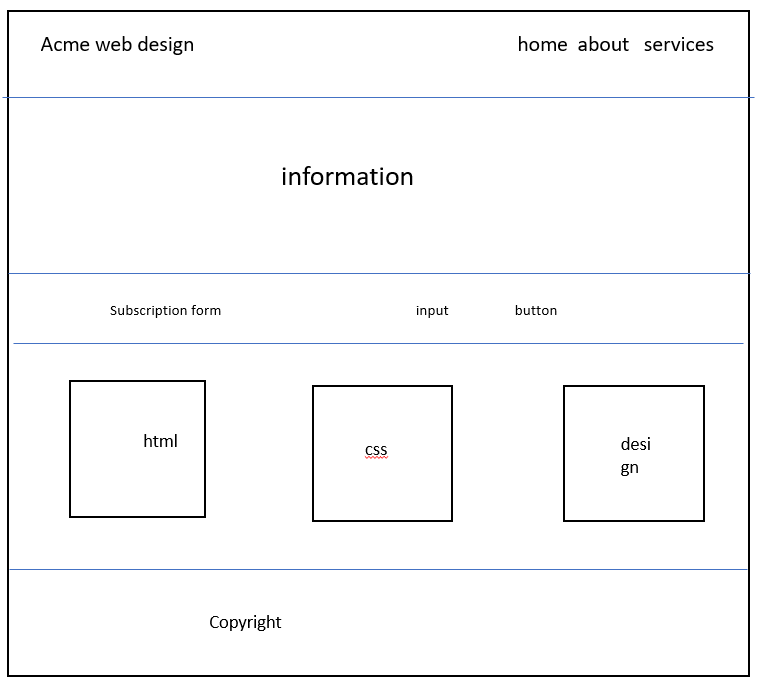 Acme web design home about services
information
Subscription form input button
html css desi
gn
Copyright